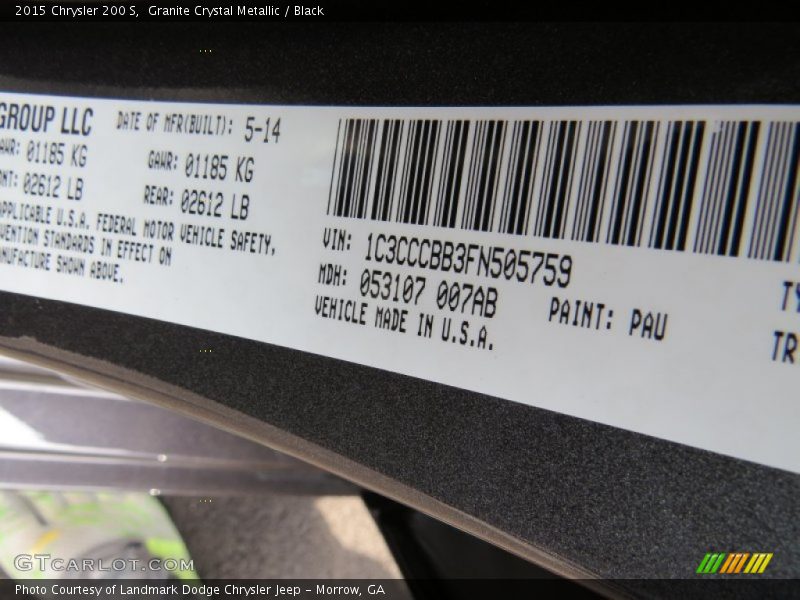 2015 Chrysler 200 S, Granite Crystal Metallic / Black
GROUP LLC
DATE OF MFR(BUILT): 5-14
01185 KG
GAWR: 01185 KG
02612 LB
REAR: 02612 LB
APPLICABLE U.S.A. FEDERAL MOTOR VEHICLE SAFETY,
STANDARDS IN EFFECT ON
SHOWN ABOVE.
VIN: 1C3CCCBB3FN505759
MDH: 053107 007AB
PAINT: PAU
VEHICLE MADE IN U.S.A.
TY
TR
GTCARLOT.COM
Photo Courtesy of Landmark Dodge Chrysler Jeep - Morrow, GA